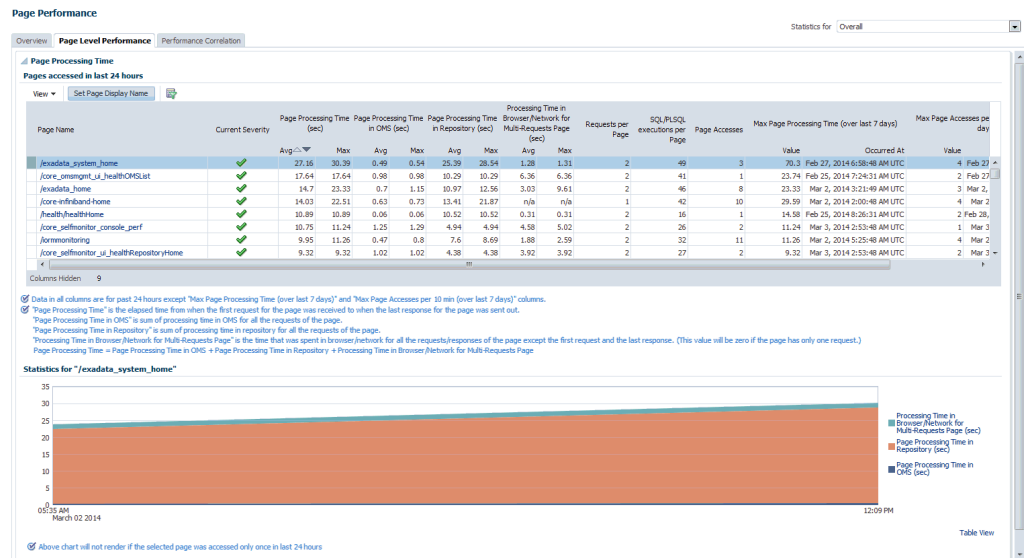 Page Performance
Statistics for Overall
Overview Page Level Performance Performance Correlation
Page Processing Time
Pages accessed in last 24 hours
View Set Page Display Name
Page Name Current Severity Page Processing Time (sec) Page Processing Time in OMS (sec) Page Processing Time in Repository (sec) Processing Time in Browser/Network for Multi-Requests Page (sec) Requests per Page SQL/PLSQL executions per Page Page Accesses Max Page Processing Time (over last 7 days) Max Page Accesses per day
Avg Max Avg Max Avg Max Avg Max Value Occurred At Value
/exadata_system_home 27.16 30.39 0.49 0.54 25.39 28.54 1.28 1.31 2 49 3 70.3 Feb 27, 2014 6:58:48 AM UTC 4 Feb 27
/core_omsmgmt_ui_healthOMSList 17.64 17.64 0.98 0.98 10.29 10.29 6.36 6.36 2 41 1 23.74 Feb 25, 2014 7:24:31 AM UTC 2 Feb 27
/exadata_home 14.7 23.33 0.7 1.15 10.97 12.56 3.03 9.61 2 46 8 23.33 Mar 2, 2014 3:21:49 AM UTC 3 Mar 2,
/core-infiniband-home 14.03 22.51 0.63 0.73 13.41 21.87 n/a n/a 1 42 10 29.59 Mar 2, 2014 2:00:48 AM UTC 4 Mar 2
/health/healthHome 10.89 10.89 0.06 0.06 10.52 10.52 0.31 0.31 2 16 1 14.58 Feb 25, 2014 8:26:31 AM UTC 2 Feb 28,
/core_selfmonitor_console_perf 10.75 11.24 1.25 1.29 4.94 4.94 4.58 5.02 2 26 2 11.24 Mar 3, 2014 2:53:48 AM UTC 1 Mar 3
/ormmonitoring 9.95 11.26 0.47 0.8 7.6 8.69 1.88 2.59 2 32 11 11.26 Mar 2, 2014 5:25:48 AM UTC 4 Mar 2
/core_selfmonitor_ui_healthRepositoryHome 9.32 9.32 1.02 1.02 4.38 4.38 3.92 3.92 2 27 2 9.32 Mar 3, 2014 2:53:48 AM UTC 2 Mar 3
Columns Hidden 9
Data in all columns are for past 24 hours except "Max Page Processing Time (over last 7 days)" and "Max Page Accesses per 10 min (over last 7 days)" columns.
"Page Processing Time" is the elapsed time from when the first request for the page was received to when the last response for the page was sent out.
"Page Processing Time in OMS" is sum of processing time in OMS for all the requests of the page.
"Page Processing Time in Repository" is sum of processing time in repository for all the requests of the page.
"Processing Time in Browser/Network for Multi-Requests Page" is the time that was spent in browser/network for all the requests/responses of the page except the first request and the last response. (This value will be zero if the page has only one request.)
Page Processing Time = Page Processing Time in OMS + Page Processing Time in Repository + Processing Time in Browser/Network for Multi-Requests Page
Statistics for "/exadata_system_home"
35
30
25
20
15
10
5
0
05:35 AM
March 02 2014
12:09 PM
Processing Time in
Browser/Network for
Multi-Requests Page (sec)
Page Processing Time in
Repository (sec)
Page Processing Time in
OMS (sec)
Table View
Above chart will not render if the selected page was accessed only once in last 24 hours